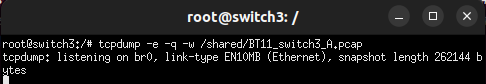 root@switch3: /
root@switch3:/# tcpdump -e -q -w /shared/BT11_switch3_A.pcap
tcpdump: listening on br0, link-type EN10MB (Ethernet), snapshot length 262144 b
ytes